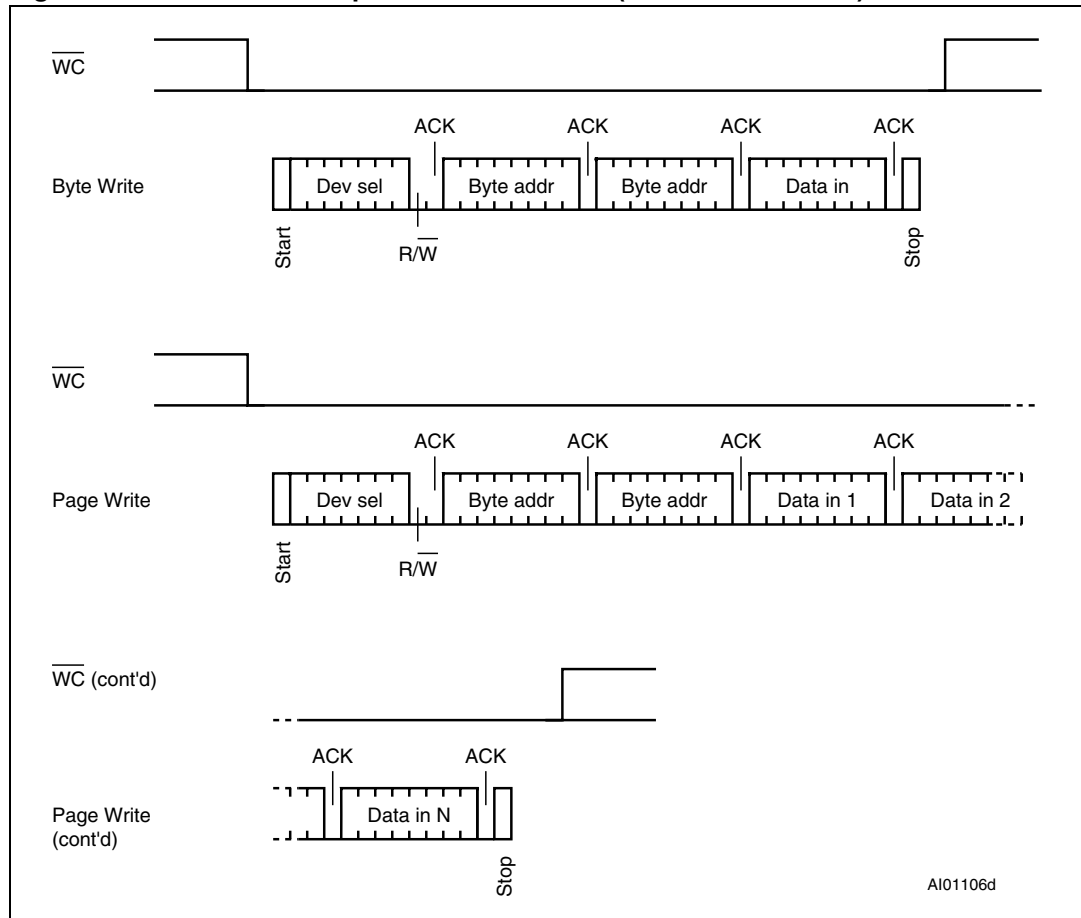 WC
ACK ACK ACK ACK
Byte Write Dev sel Byte addr Byte addr Data in
Start R/W Stop
WC
ACK ACK ACK ACK
Page Write Dev sel Byte addr Byte addr Data in 1 Data in 2
Start R/W
WC (cont'd)
ACK ACK
Page Write Data in N
(cont'd)
Stop
AI01106d